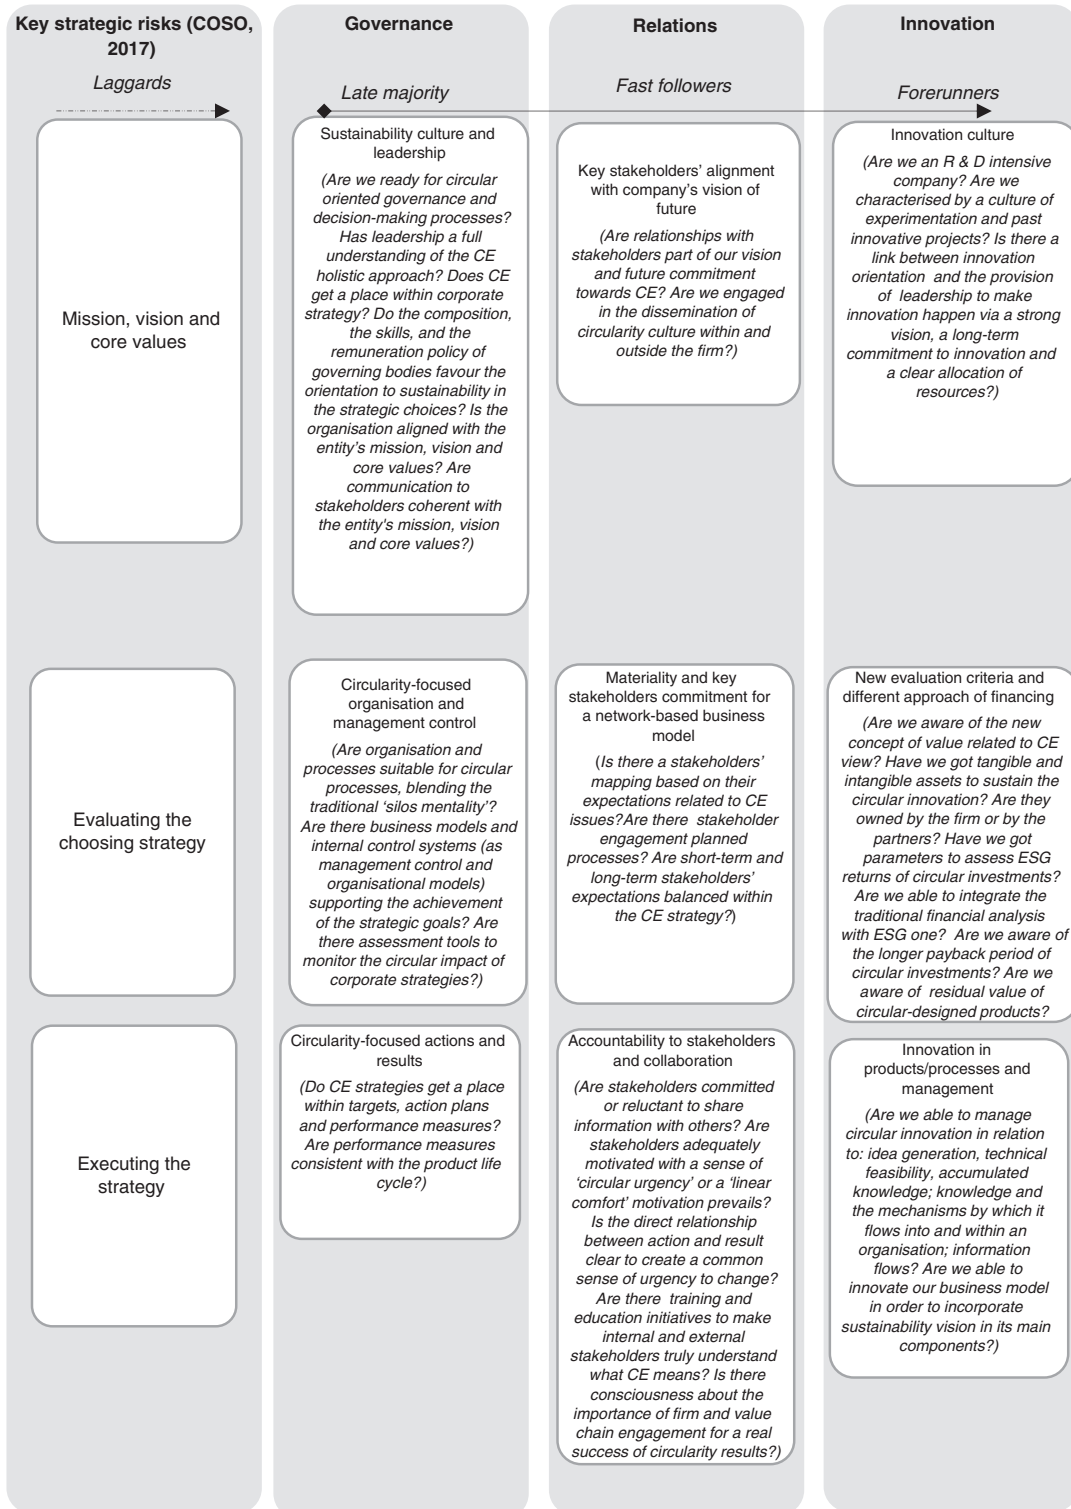 Key strategic risks (COSO,
2017)
Laggards
Governance
Late majority
Relations
Fast followers
Innovation
Forerunners
Mission, vision and
core values
Sustainability culture and
leadership
(Are we ready for circular
oriented governance and
decision-making processes?
Has leadership a full
understanding of the CE
holistic approach? Does CE
get a place within corporate
strategy? Do the composition,
the skills, and the
remuneration policy of
governing bodies favour the
orientation to sustainability in
the strategic choices? Is the
organisation aligned with the
entity's mission, vision and
core values? Are
communication to
stakeholders coherent with
the entity's mission, vision
and core values?)
Key stakeholders' alignment
with company's vision of
future
(Are relationships with
stakeholders part of our vision
and future commitment
towards CE? Are we engaged
in the dissemination of
circularity culture within and
outside the firm?)
Innovation culture
(Are we an R & D intensive
company? Are we
characterised by a culture of
experimentation and past
innovative projects? Is there a
link between innovation
orientation and the provision
of leadership to make
innovation happen via a strong
vision, a long-term
commitment to innovation and
a clear allocation of
resources?)
Evaluating the
choosing strategy
Circularity-focused
organisation and
management control
(Are organisation and
processes suitable for circular
processes, blending the
traditional 'silos mentality'?
Are there business models and
internal control systems (as
management control and
organisational models)
supporting the achievement
of the strategic goals? Are
there assessment tools to
monitor the circular impact of
corporate strategies?)
Materiality and key
stakeholders commitment for
a network-based business
model
(Is there a stakeholders'
mapping based on their
expectations related to CE
issues?Are there stakeholder
engagement planned
processes? Are short-term and
long-term stakeholders'
expectations balanced within
the CE strategy?)
New evaluation criteria and
different approach of financing
(Are we aware of the new
concept of value related to CE
view? Have we got tangible and
intangible assets to sustain the
circular innovation? Are they
owned by the firm or by the
partners? Have we got
parameters to assess ESG
returns of circular investments?
Are we able to integrate the
traditional financial analysis
with ESG one? Are we aware of
the longer payback period of
circular investments? Are we
aware of residual value of
circular-designed products?
Executing the
strategy
Circularity-focused actions and
results
(Do CE strategies get a place
within targets, action plans
and performance measures?
Are performance measures
consistent with the product life
cycle?)
Accountability to stakeholders
and collaboration
(Are stakeholders committed
or reluctant to share
information with others? Are
stakeholders adequately
motivated with a sense of
'circular urgency' or a 'linear
comfort' motivation prevails?
Is the direct relationship
between action and result
clear to create a common
sense of urgency to change?
Are there training and
education initiatives to make
internal and external
stakeholders truly understand
what CE means? Is there
consciousness about the
importance of firm and value
chain engagement for a real
success of circularity results?)
Innovation in
products/processes and
management
(Are we able to manage
circular innovation in relation
to: idea generation, technical
feasibility, accumulated
knowledge; knowledge and
the mechanisms by which it
flows into and within an
organisation; information
flows? Are we able to
innovate our business model
in order to incorporate
sustainability vision in its main
components?)